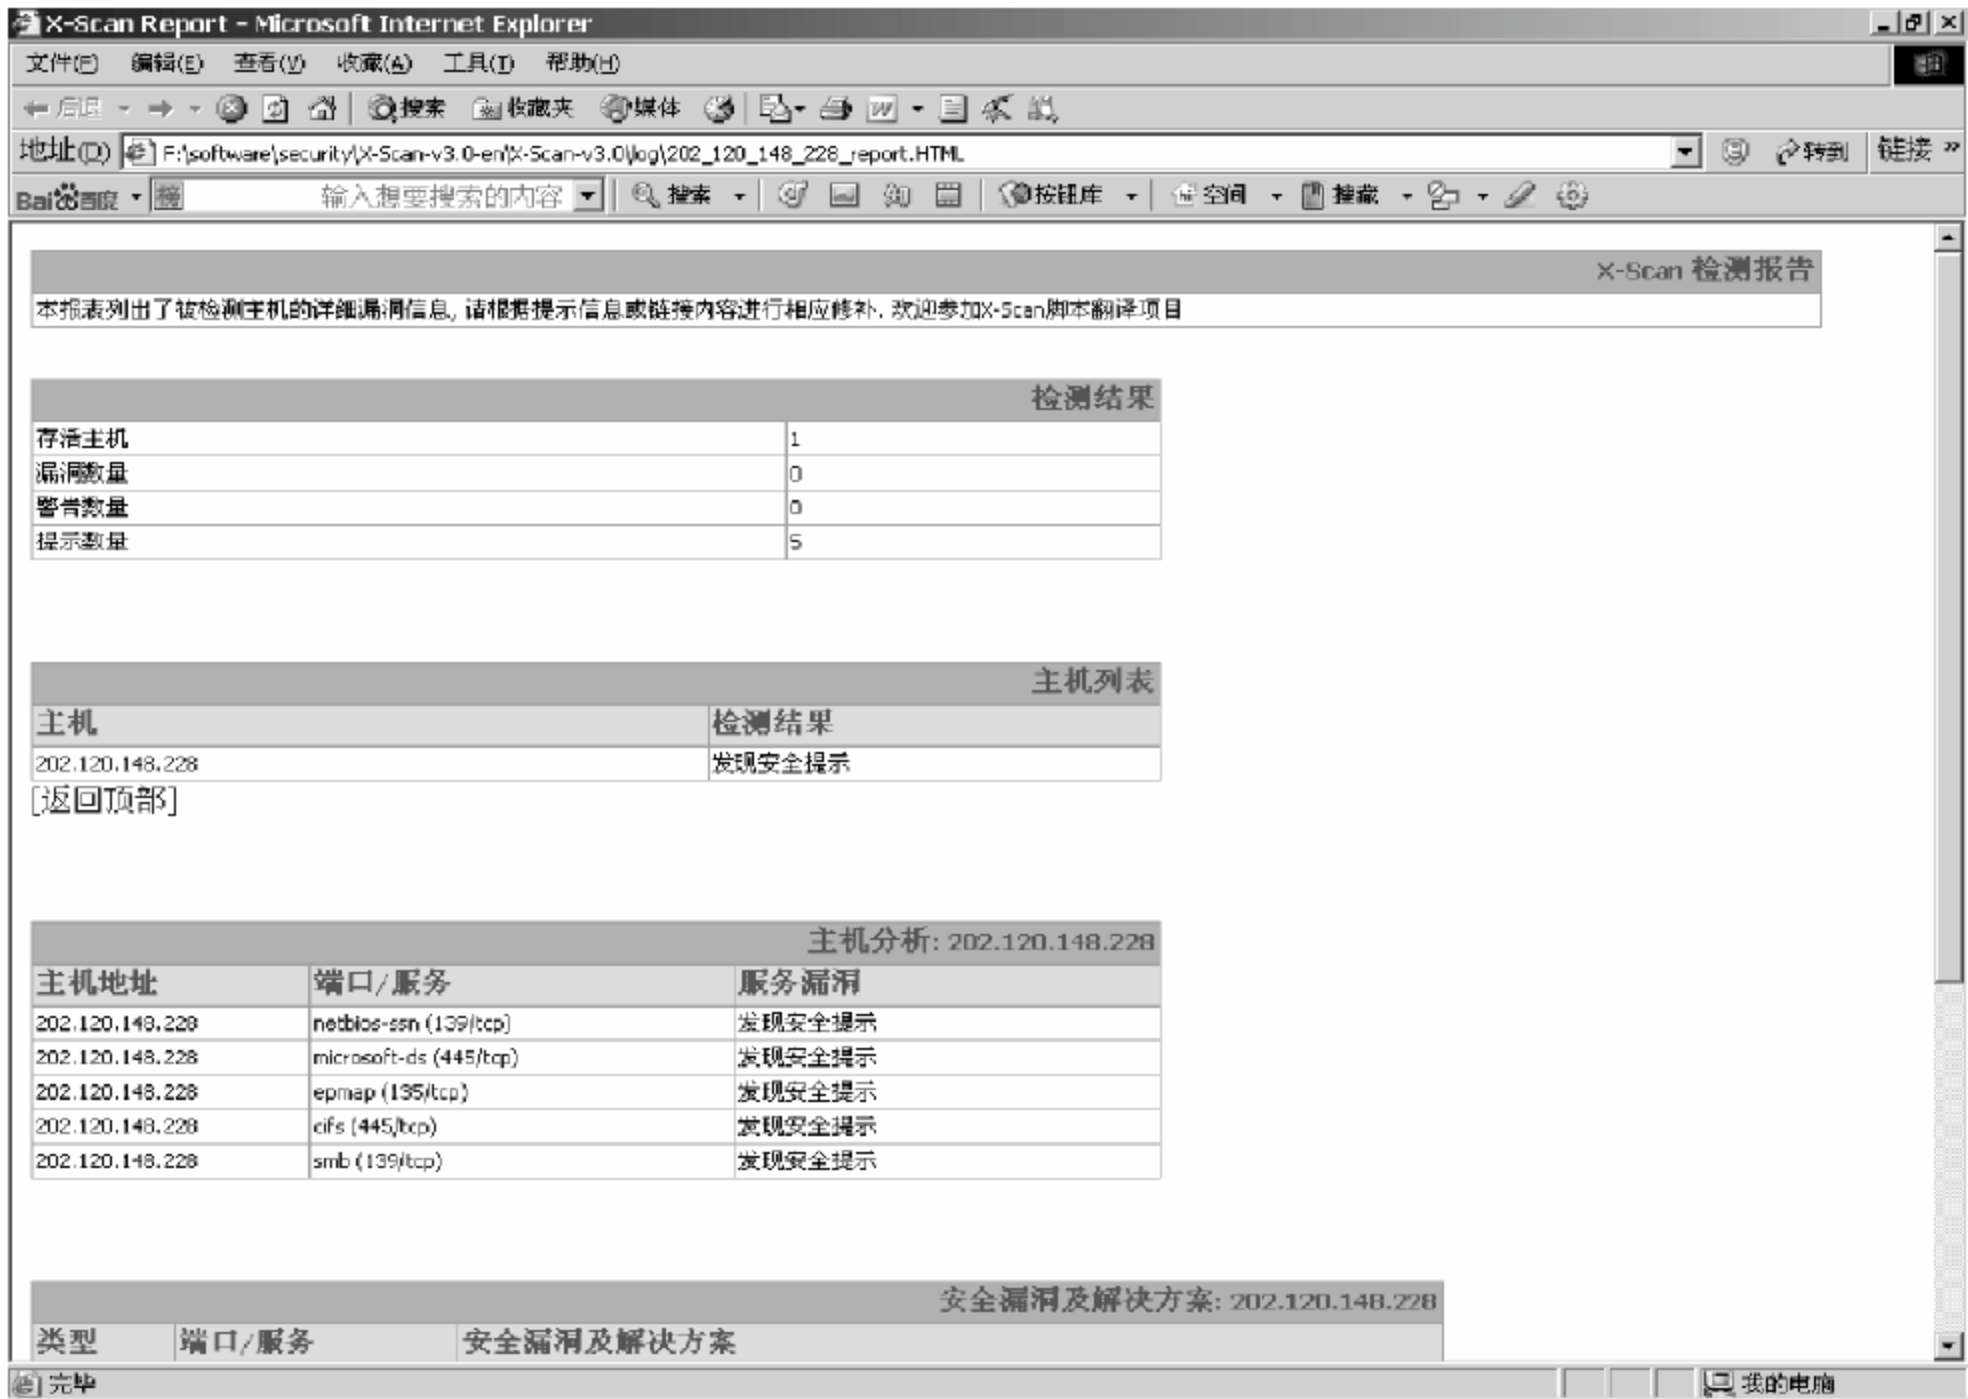 X-Scan Report - Microsoft Internet Explorer
文件(F) 编辑(E) 查看(V) 收藏(A) 工具(T) 帮助(H)
后退 搜索 收藏夹 媒体
地址(D) F:\software\security\X-Scan-v3.0-en\X-Scan-v3.0\log\202_120_148_228_report.HTML 转到 链接 »
Bai百度 输入想要搜索的内容 搜索 按钮库 空间 搜藏
X-Scan 检测报告
本报表列出了被检测主机的详细漏洞信息, 请根据提示信息或链接内容进行相应修补. 欢迎参加X-Scan脚本翻译项目
检测结果
存活主机 1
漏洞数量 0
警告数量 0
提示数量 5
主机列表
主机 检测结果
202.120.148.228 发现安全提示
[返回顶部]
主机分析: 202.120.148.228
主机地址 端口/服务 服务漏洞
202.120.148.228 netbios-ssn (139/tcp) 发现安全提示
202.120.148.228 microsoft-ds (445/tcp) 发现安全提示
202.120.148.228 epmap (135/tcp) 发现安全提示
202.120.148.228 cifs (445/tcp) 发现安全提示
202.120.148.228 smb (139/tcp) 发现安全提示
安全漏洞及解决方案: 202.120.148.228
类型 端口/服务 安全漏洞及解决方案
完毕 我的电脑